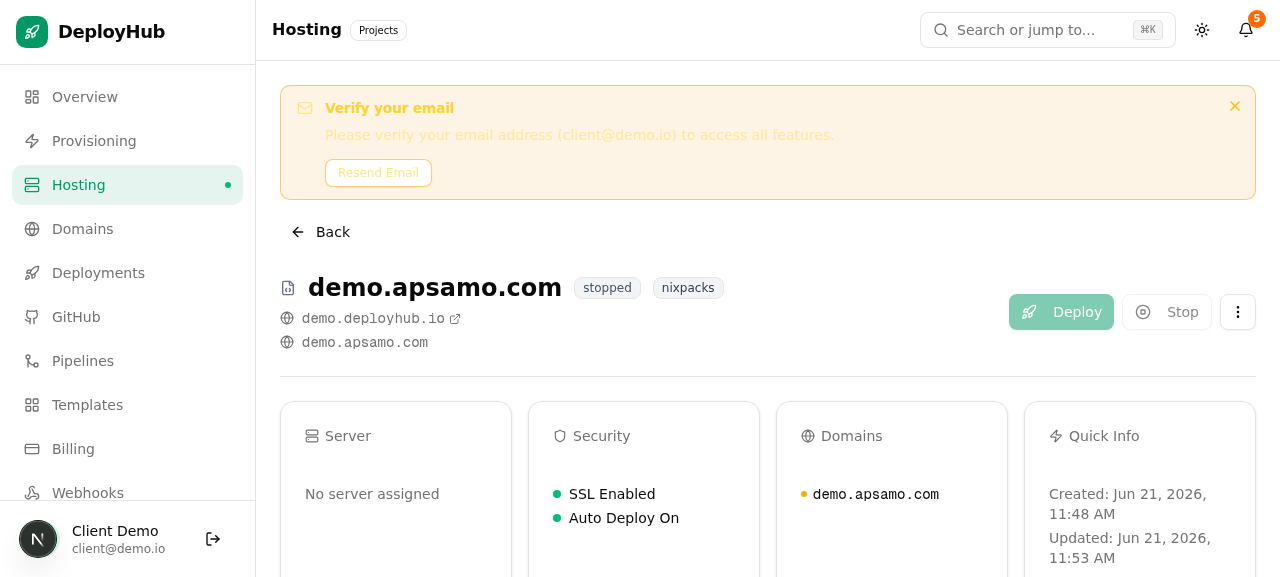 DeployHub
Hosting
Projects
Search or jump to...
⌘K
5
Overview
Provisioning
Hosting
Domains
Deployments
GitHub
Pipelines
Templates
Billing
Webhooks
N
Client Demo
client@demo.io
Verify your email
Please verify your email address (client@demo.io) to access all features.
Resend Email
Back
demo.apsamo.com
stopped
nixpacks
demo.deployhub.io
demo.apsamo.com
Deploy
Stop
Server
No server assigned
Security
SSL Enabled
Auto Deploy On
Domains
demo.apsamo.com
Quick Info
Created: Jun 21, 2026,
11:48 AM
Updated: Jun 21, 2026,
11:53 AM